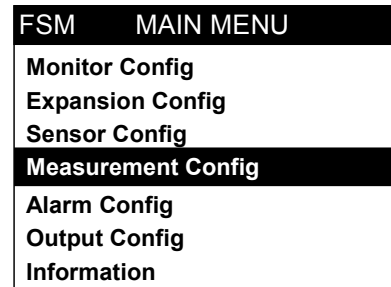 FSM MAIN MENU
Monitor Config
Expansion Config
Sensor Config
Measurement Config
Alarm Config
Output Config
Information